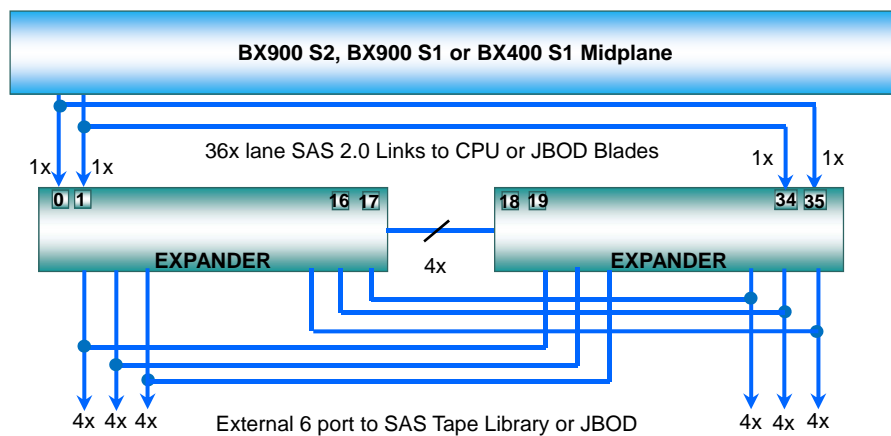 BX900 S2, BX900 S1 or BX400 S1 Midplane
36x lane SAS 2.0 Links to CPU or JBOD Blades
1x 1x 1x 1x
0 1 16 17 18 19 34 35
EXPANDER EXPANDER
4x
4x 4x 4x External 6 port to SAS Tape Library or JBOD 4x 4x 4x